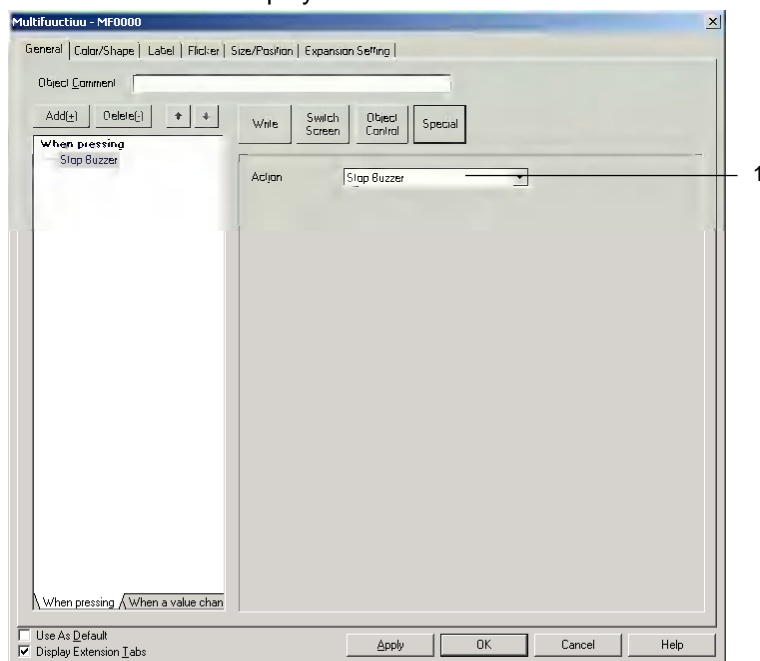 Multifuuctiuu - MF0000
General Color/Shape Label Flicker Size/Position Expansion Setting
Object Comment
Add(+) Delete(-)
Write Switch Screen Object Control Special
When pressing
Stop Buzzer
Action Stop Buzzer
1
When pressing When a value chan
Use As Default
Display Extension Tabs
Apply OK Cancel Help